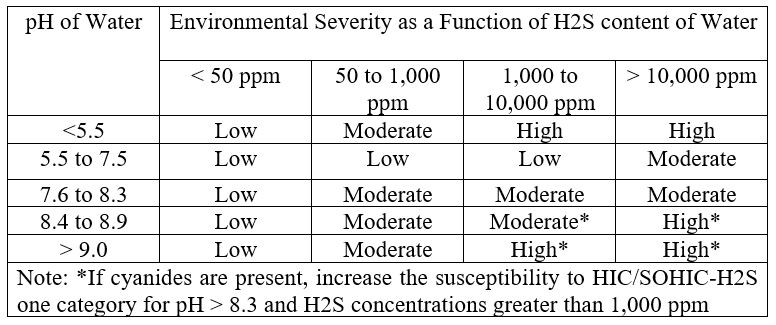 pH of Water Environmental Severity as a Function of H2S content of Water
< 50 ppm 50 to 1,000 ppm 1,000 to 10,000 ppm > 10,000 ppm
<5.5 Low Moderate High High
5.5 to 7.5 Low Low Low Moderate
7.6 to 8.3 Low Moderate Moderate Moderate
8.4 to 8.9 Low Moderate Moderate* High*
> 9.0 Low Moderate High* High*
Note: *If cyanides are present, increase the susceptibility to HIC/SOHIC-H2S
one category for pH > 8.3 and H2S concentrations greater than 1,000 ppm